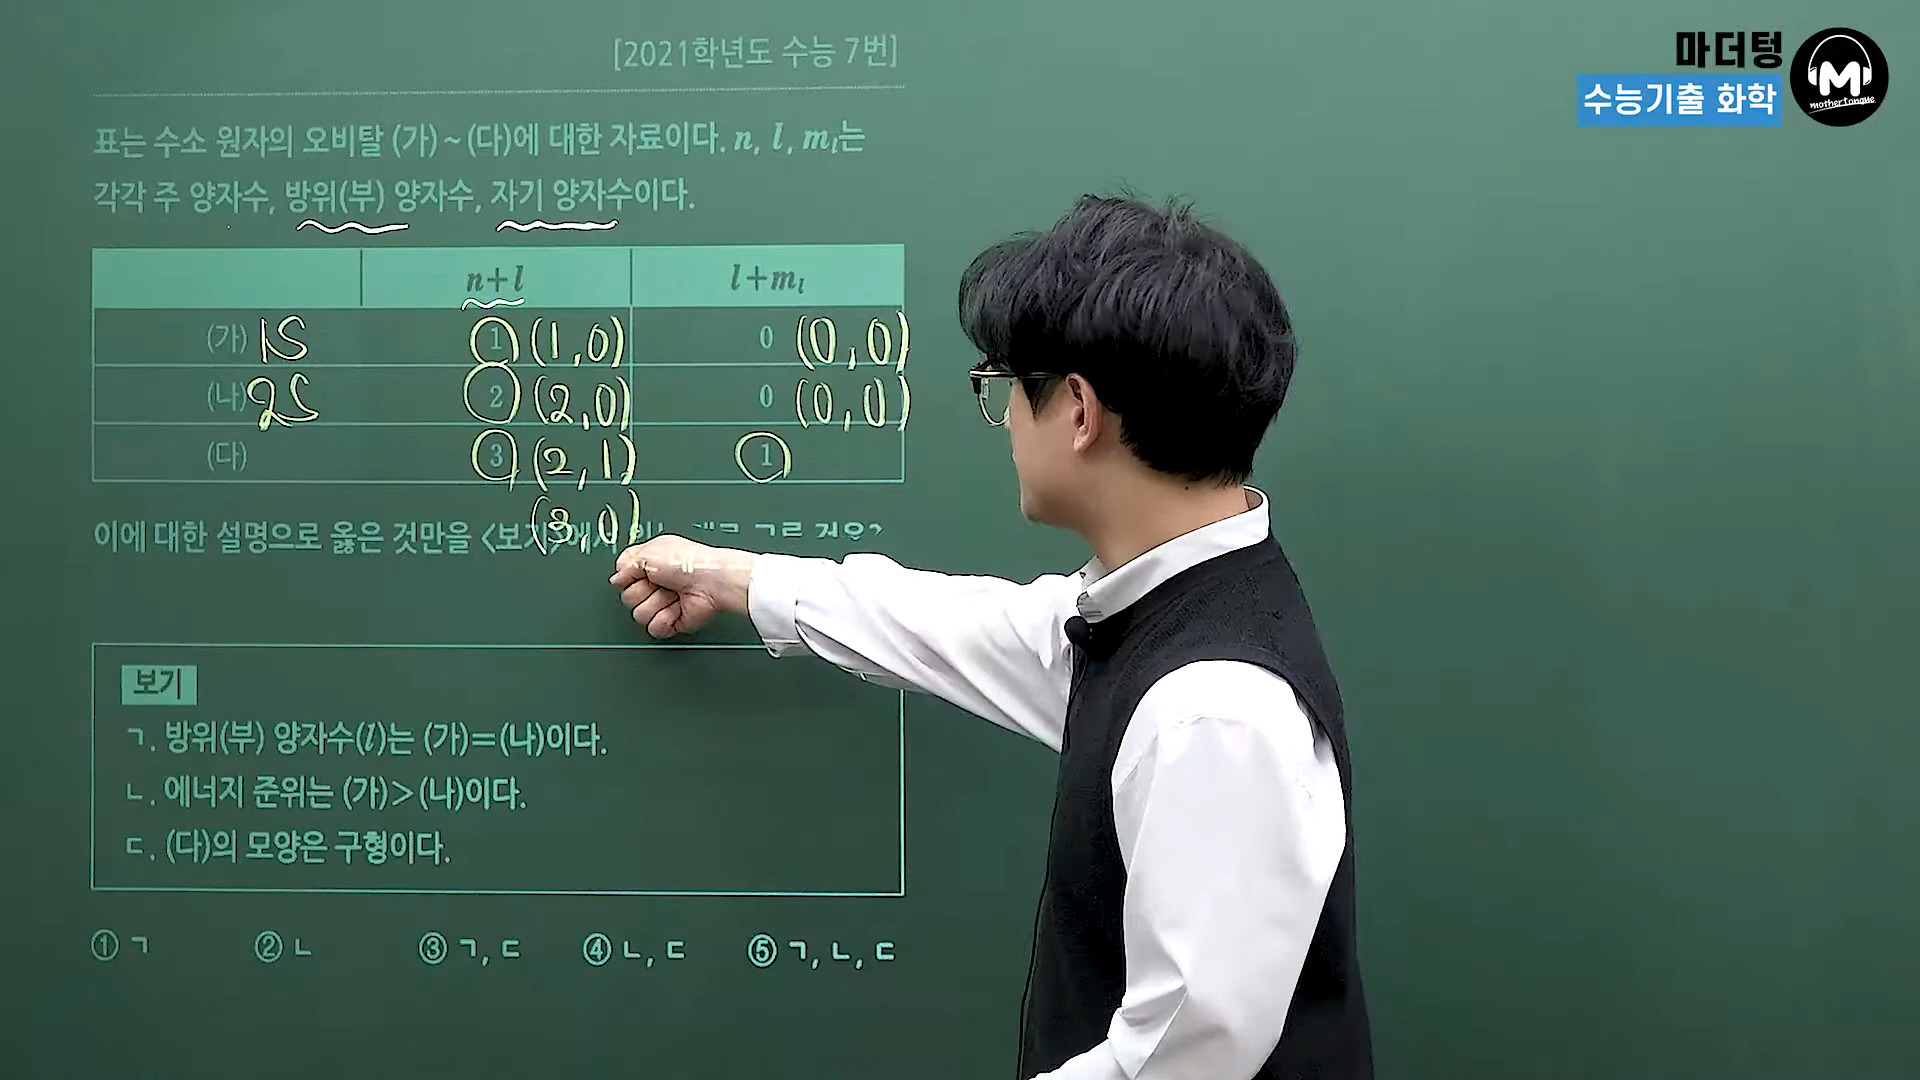 [2021학년도 수능 7번]
마더텅
수능기출 화학
M
mothertongue
표는 수소 원자의 오비탈 (가)~(다)에 대한 자료이다. n, l, mₗ는
각각 주 양자수, 방위(부) 양자수, 자기 양자수이다.
n+l l+mₗ
(가) 1S 1 (1,0) 0 (0,0)
(나) 2S 2 (2,0) 0 (0,0)
(다) 3 (2,1) 1
(3,0)
이에 대한 설명으로 옳은 것만을 <보기>에서
보기
ㄱ. 방위(부) 양자수(l)는 (가)=(나)이다.
ㄴ. 에너지 준위는 (가)>(나)이다.
ㄷ. (다)의 모양은 구형이다.
① ㄱ ② ㄴ ③ ㄱ, ㄷ ④ ㄴ, ㄷ ⑤ ㄱ, ㄴ, ㄷ